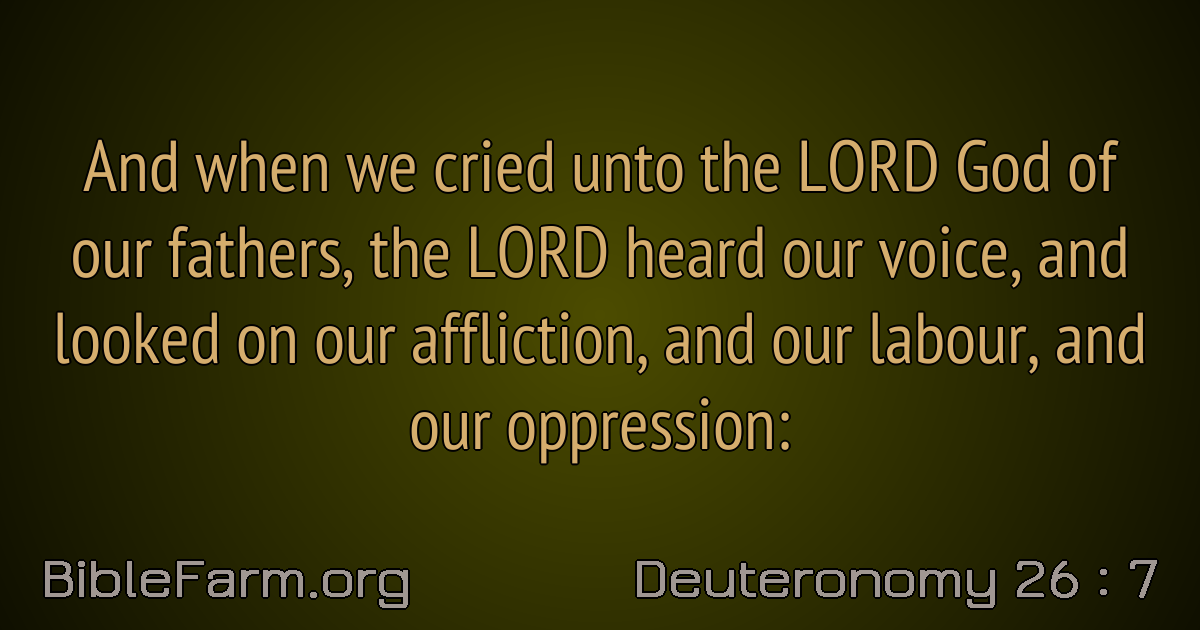 And when we cried unto the LORD God of
our fathers, the LORD heard our voice, and
looked on our affliction, and our labour, and
our oppression:
BibleFarm.org
Deuteronomy 26 : 7